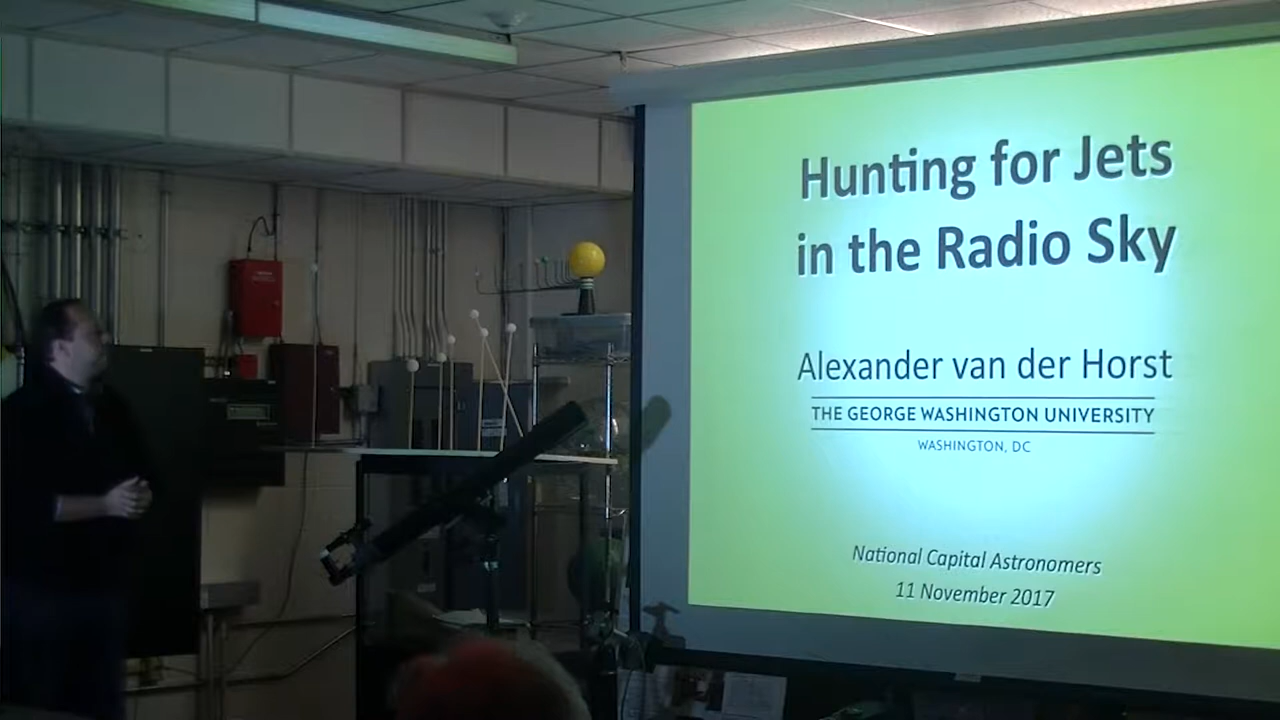 Hunting for Jets
in the Radio Sky
Alexander van der Horst
THE GEORGE WASHINGTON UNIVERSITY
WASHINGTON, DC
National Capital Astronomers
11 November 2017